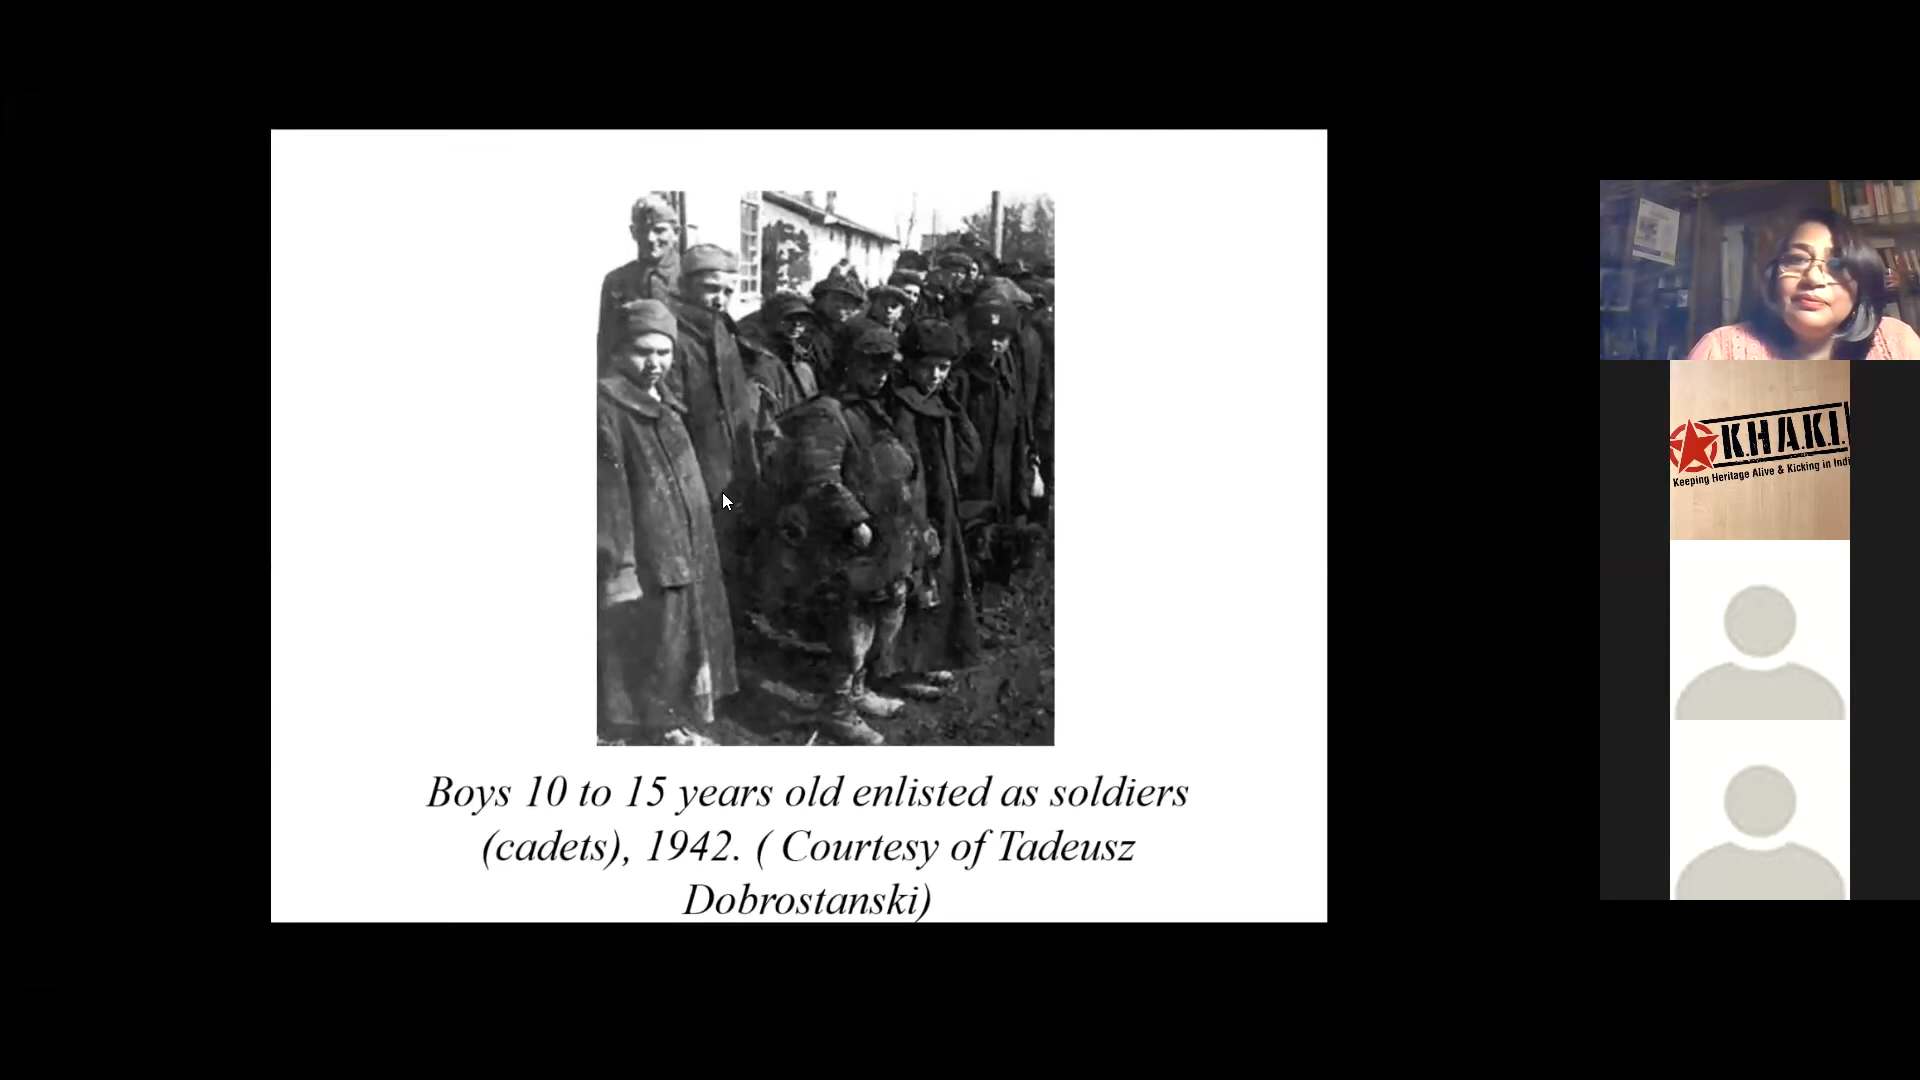 Boys 10 to 15 years old enlisted as soldiers
(cadets), 1942. ( Courtesy of Tadeusz
Dobrostanski)
K.H.A.K.I.
Keeping Heritage Alive & Kicking in Indi